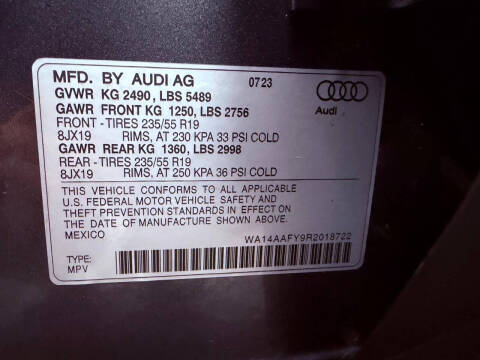 MFD. BY AUDI AG 07 23
GVWR KG 2490, LBS 5489
GAWR FRONT KG 1250, LBS 2756
FRONT - TIRES 235/55 R19
8JX19 RIMS, AT 230 KPA 33 PSI COLD
GAWR REAR KG 1360, LBS 2998
REAR - TIRES 235/55 R19
8JX19 RIMS, AT 250 KPA 36 PSI COLD
Audi
THIS VEHICLE CONFORMS TO ALL APPLICABLE
U.S. FEDERAL MOTOR VEHICLE SAFETY AND
THEFT PREVENTION STANDARDS IN EFFECT ON
THE DATE OF MANUFACTURE SHOWN ABOVE.
MEXICO
WA14AAFY9R2018722
TYPE:
MPV